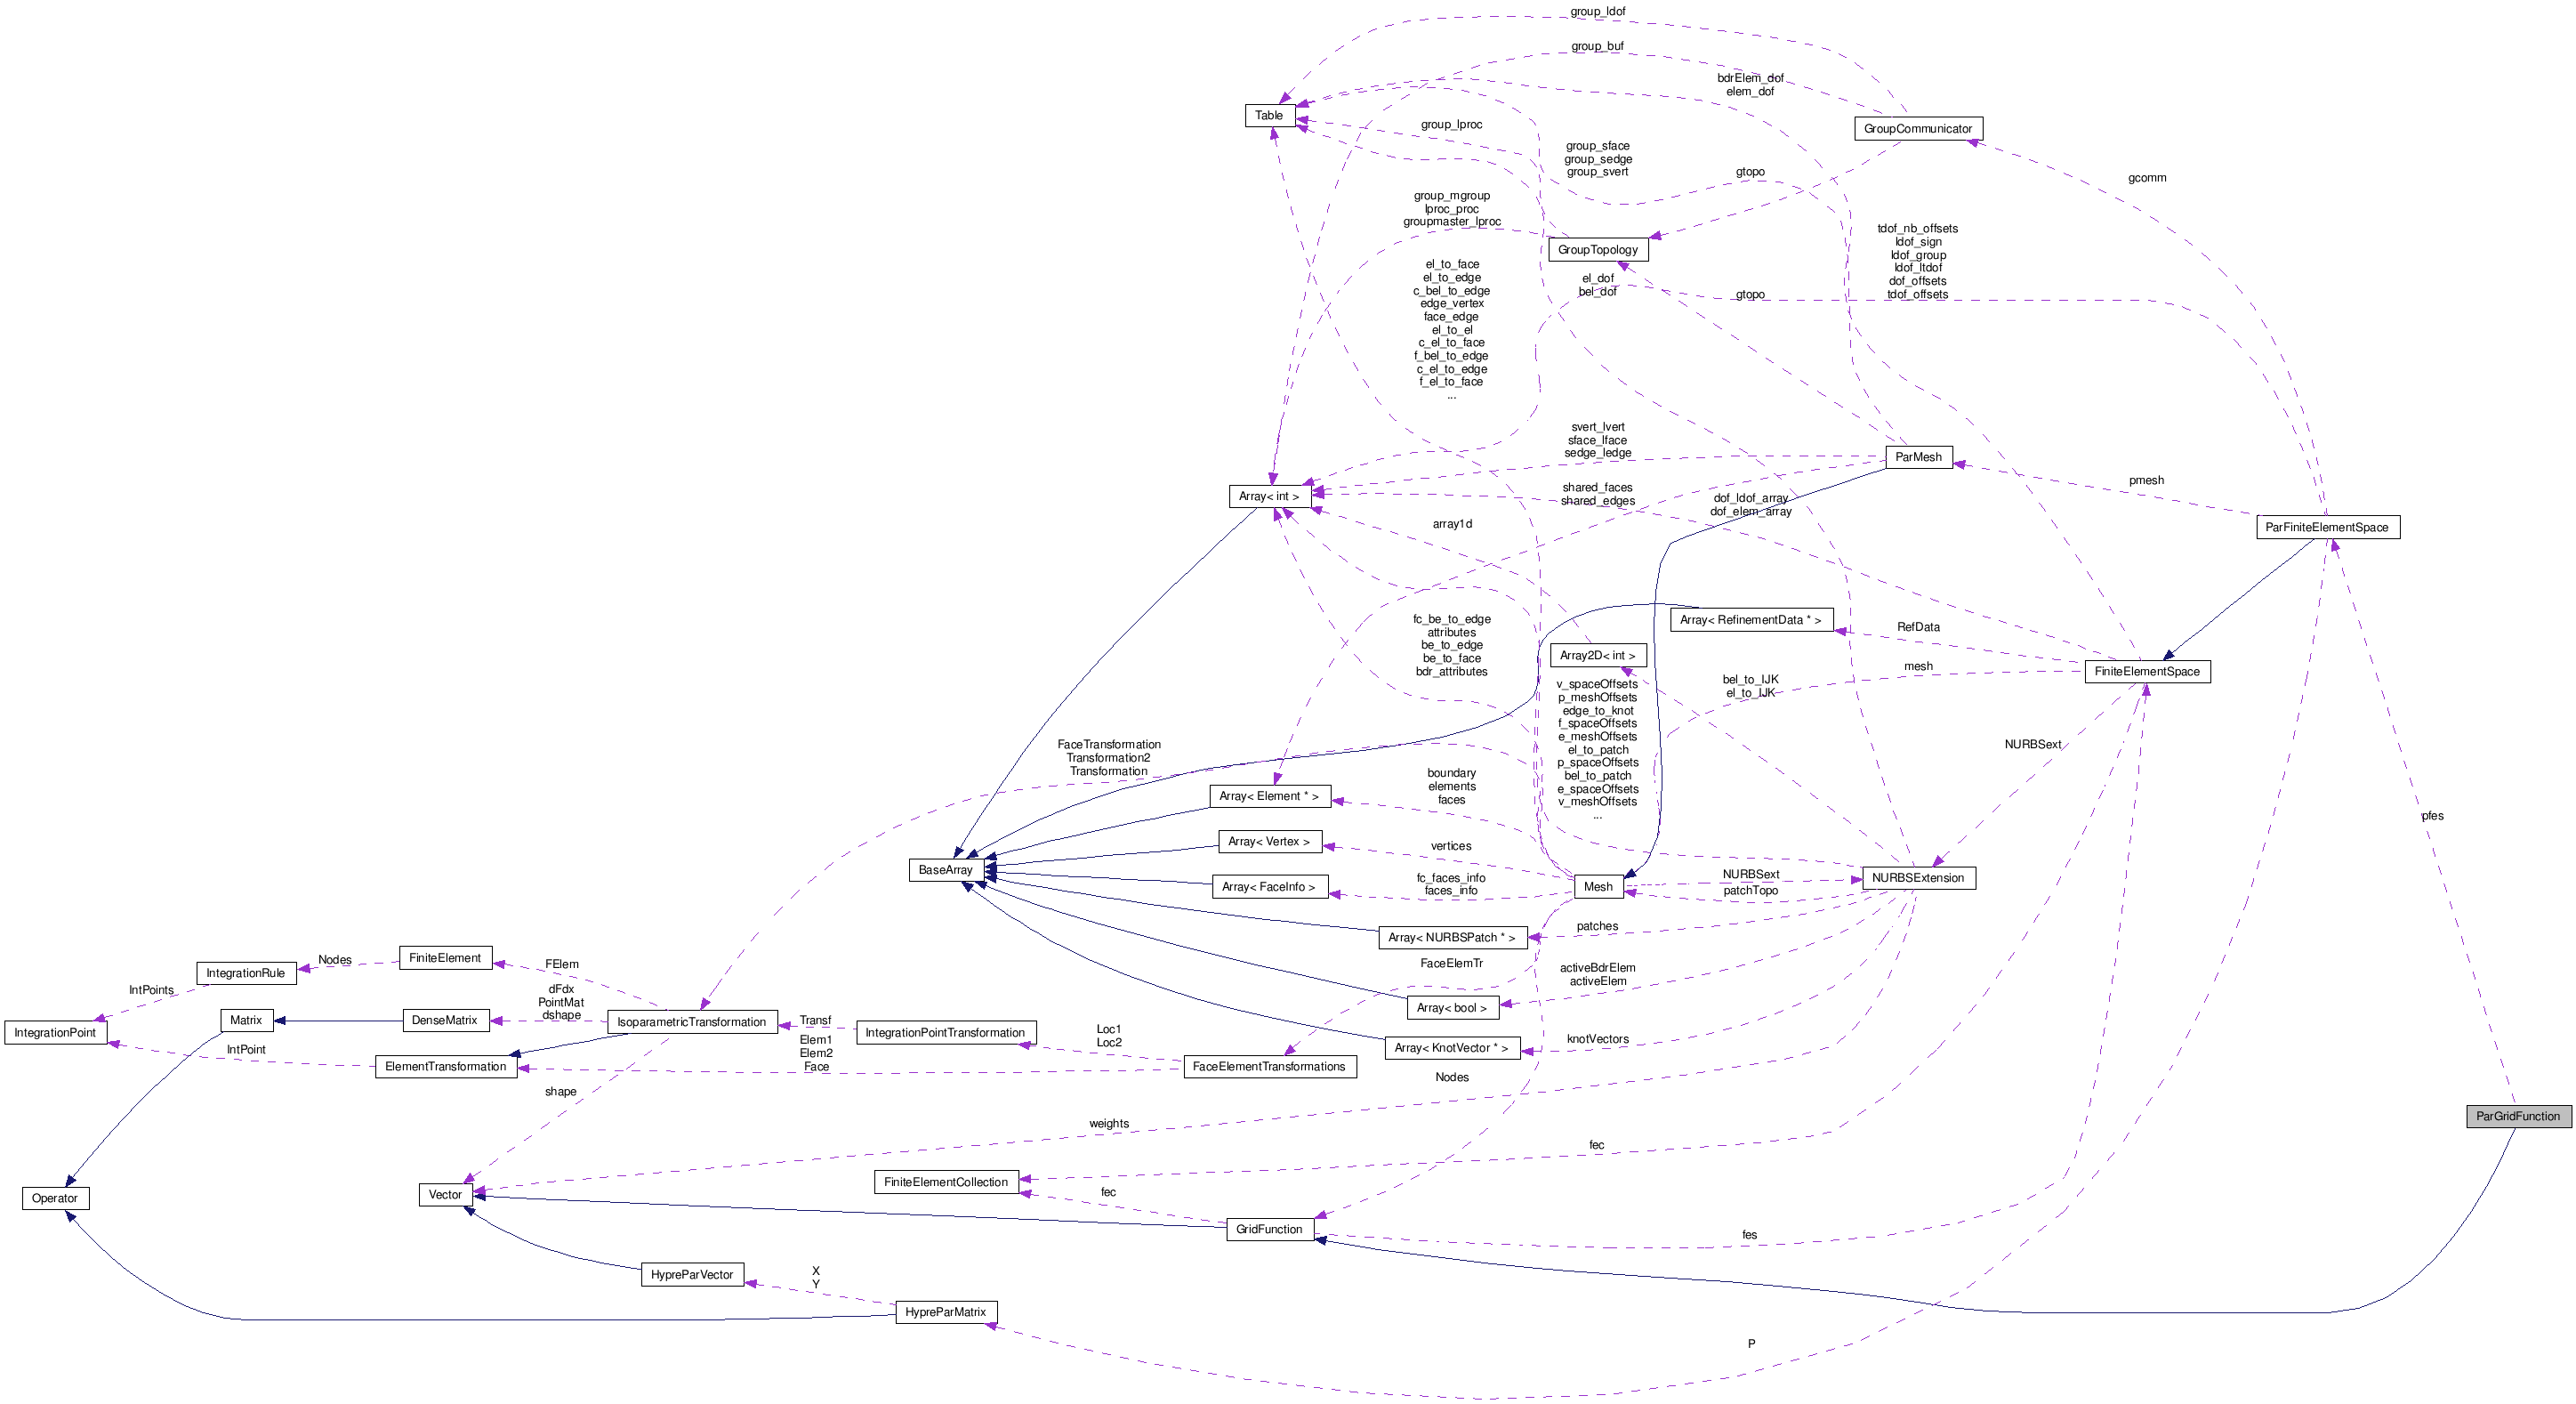 group_ldof
group_buf
bdrElem_dof
elem_dof
Table
group_lproc
GroupCommunicator
group_sface
group_sedge
group_svert
gtopo
gcomm
group_mgroup
lproc_proc
groupmaster_lproc
GroupTopology
tdof_nb_offsets
ldof_sign
ldof_group
ldof_ltdof
dof_offsets
tdof_offsets
el_to_face
el_to_edge
c_bel_to_edge
edge_vertex
face_edge
el_to_el
c_el_to_face
f_bel_to_edge
c_el_to_edge
f_el_to_face
...
el_dof
bel_dof
gtopo
svert_lvert
sface_lface
sedge_ledge
ParMesh
pmesh
Array< int >
shared_faces
shared_edges
dof_ldof_array
dof_elem_array
array1d
ParFiniteElementSpace
Array< RefinementData * >
RefData
fc_be_to_edge
attributes
be_to_edge
be_to_face
bdr_attributes
Array2D< int >
mesh
FiniteElementSpace
v_spaceOffsets
p_meshOffsets
edge_to_knot
f_spaceOffsets
e_meshOffsets
el_to_patch
p_spaceOffsets
bel_to_patch
e_spaceOffsets
v_meshOffsets
...
bel_to_IJK
el_to_IJK
FaceTransformation
Transformation2
Transformation
NURBSext
boundary
elements
faces
Array< Element * >
pfes
Array< Vertex >
vertices
BaseArray
Array< FaceInfo >
fc_faces_info
faces_info
Mesh
NURBSext
patchTopo
NURBSExtension
Array< NURBSPatch * >
patches
FaceElemTr
activeBdrElem
activeElem
Array< bool >
IntegrationRule
Nodes
FiniteElement
FElem
IntPoints
dFdx
PointMat
dshape
IntegrationPoint
Matrix
DenseMatrix
IsoparametricTransformation
Transf
IntegrationPointTransformation
Loc1
Loc2
Array< KnotVector * >
knotVectors
IntPoint
ElementTransformation
Elem1
Elem2
Face
FaceElementTransformations
Nodes
shape
weights
ParGridFunction
fec
Operator
Vector
FiniteElementCollection
fec
GridFunction
fes
HypreParVector
X
Y
HypreParMatrix
P